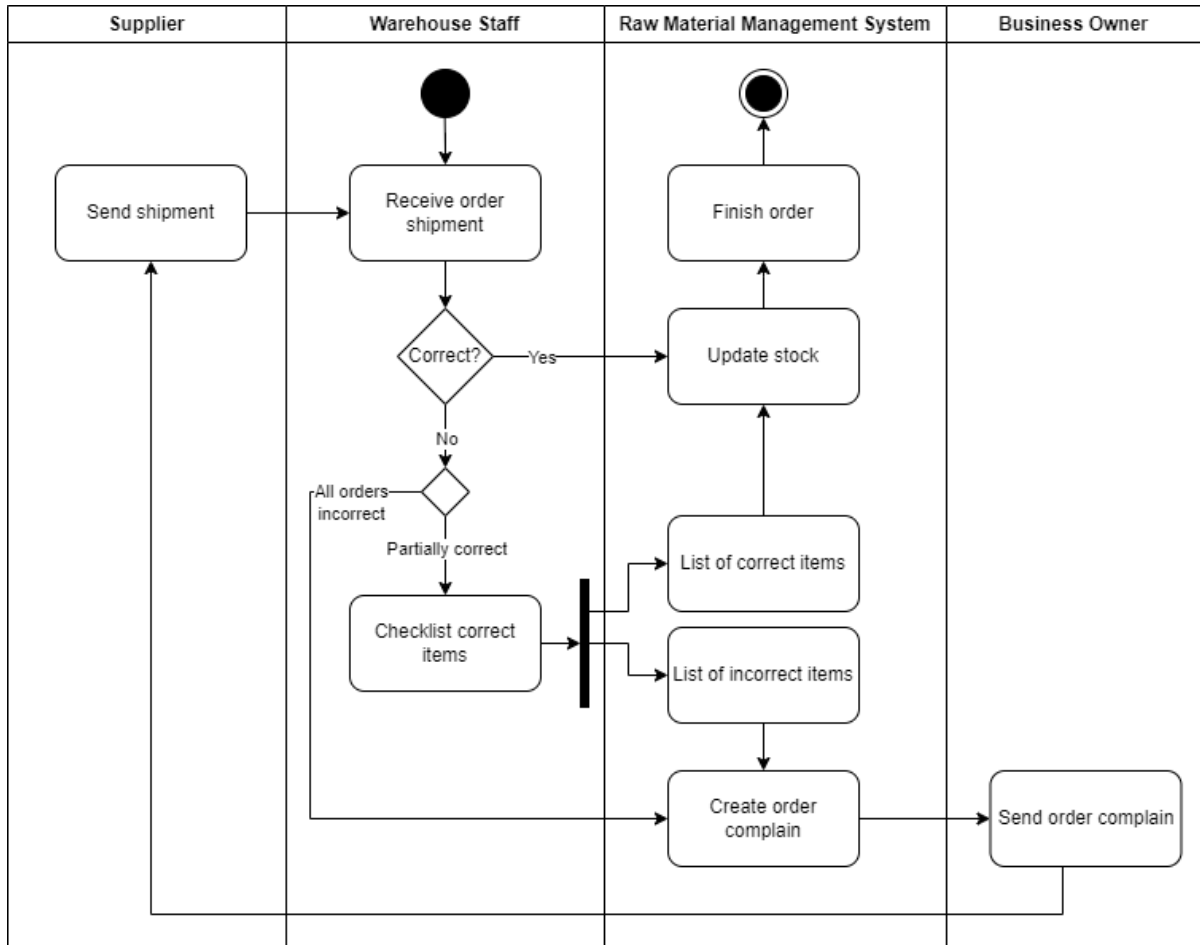 Supplier
Warehouse Staff
Raw Material Management System
Business Owner
Send shipment
Receive order
shipment
Finish order
Correct?
Yes
Update stock
No
All orders
incorrect
Partially correct
List of correct items
Checklist correct
items
List of incorrect items
Create order
complain
Send order complain